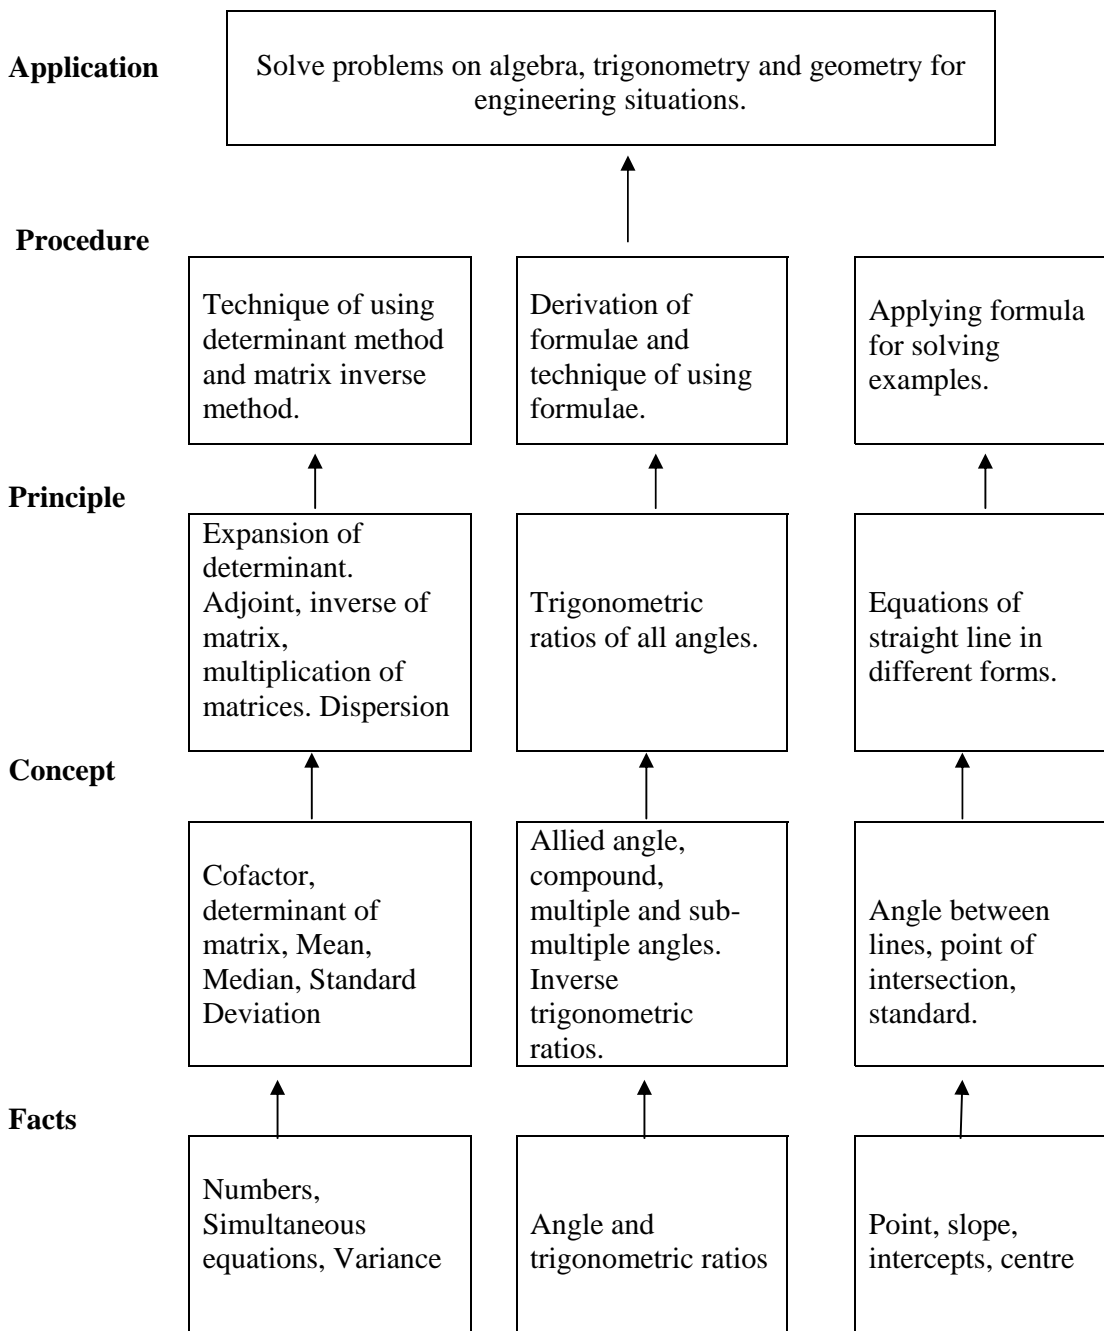 Application
Solve problems on algebra, trigonometry and geometry for
engineering situations.
Procedure
Technique of using
determinant method
and matrix inverse
method.
Derivation of
formulae and
technique of using
formulae.
Applying formula
for solving
examples.
Principle
Expansion of
determinant.
Adjoint, inverse of
matrix,
multiplication of
matrices. Dispersion
Trigonometric
ratios of all angles.
Equations of
straight line in
different forms.
Concept
Cofactor,
determinant of
matrix, Mean,
Median, Standard
Deviation
Allied angle,
compound,
multiple and sub-
multiple angles.
Inverse
trigonometric
ratios.
Angle between
lines, point of
intersection,
standard.
Facts
Numbers,
Simultaneous
equations, Variance
Angle and
trigonometric ratios
Point, slope,
intercepts, centre